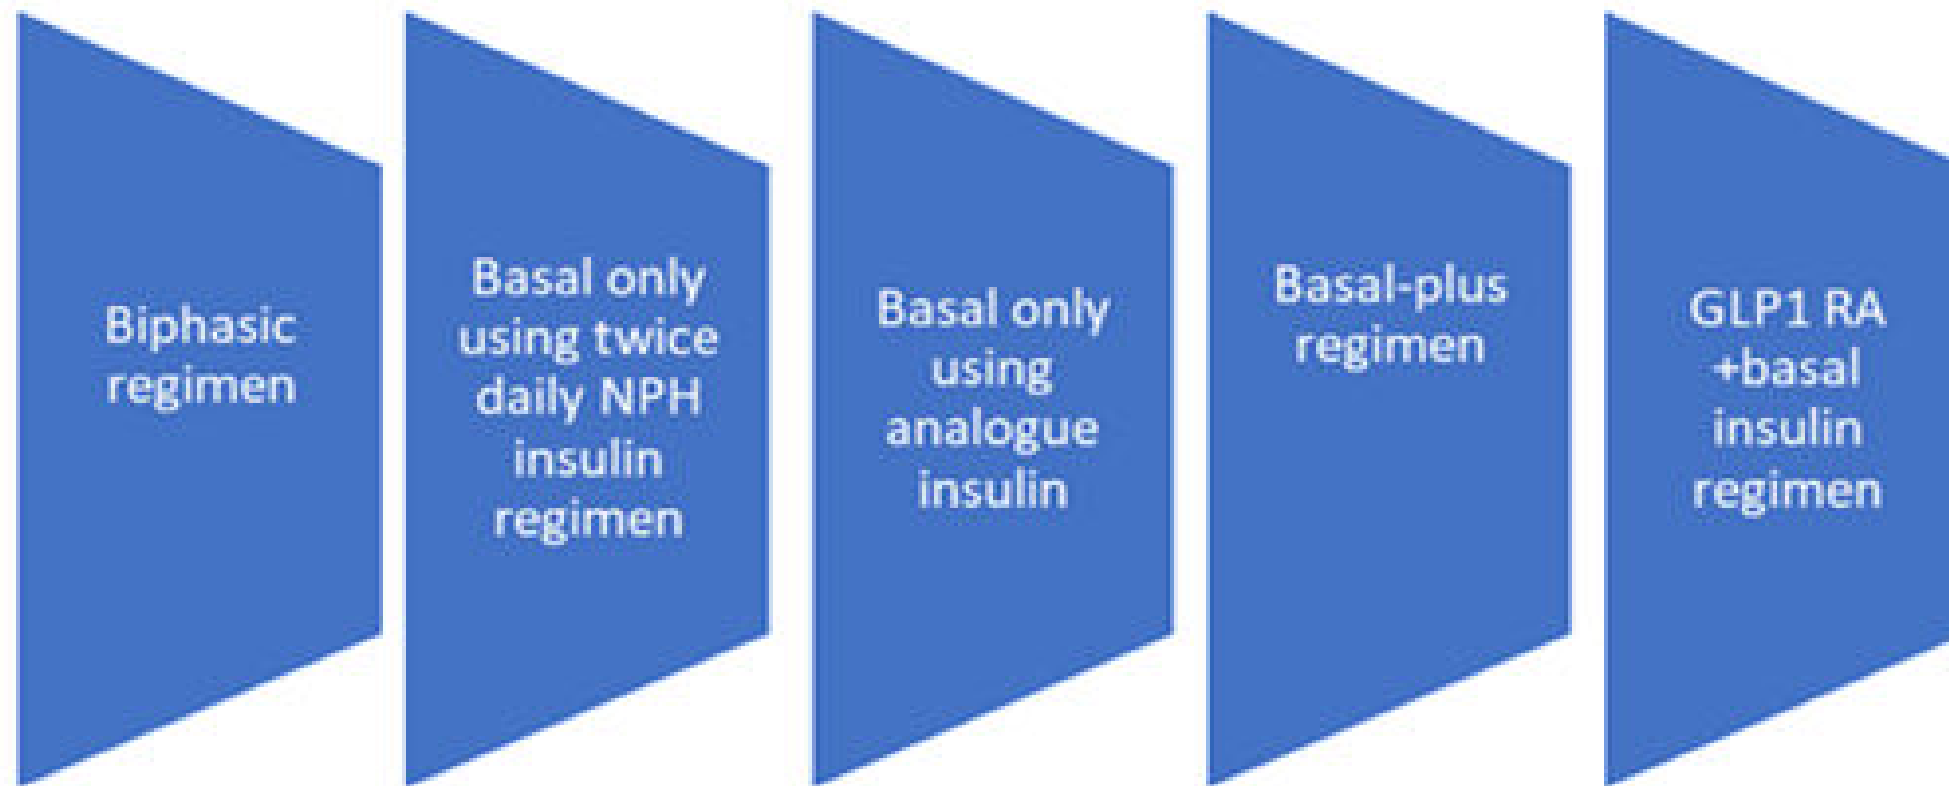 Biphasic
regimen
Basal only
using twice
daily NPH
insulin
regimen
Basal only
using
analogue
insulin
Basal-plus
regimen
GLP1 RA
+basal
insulin
regimen